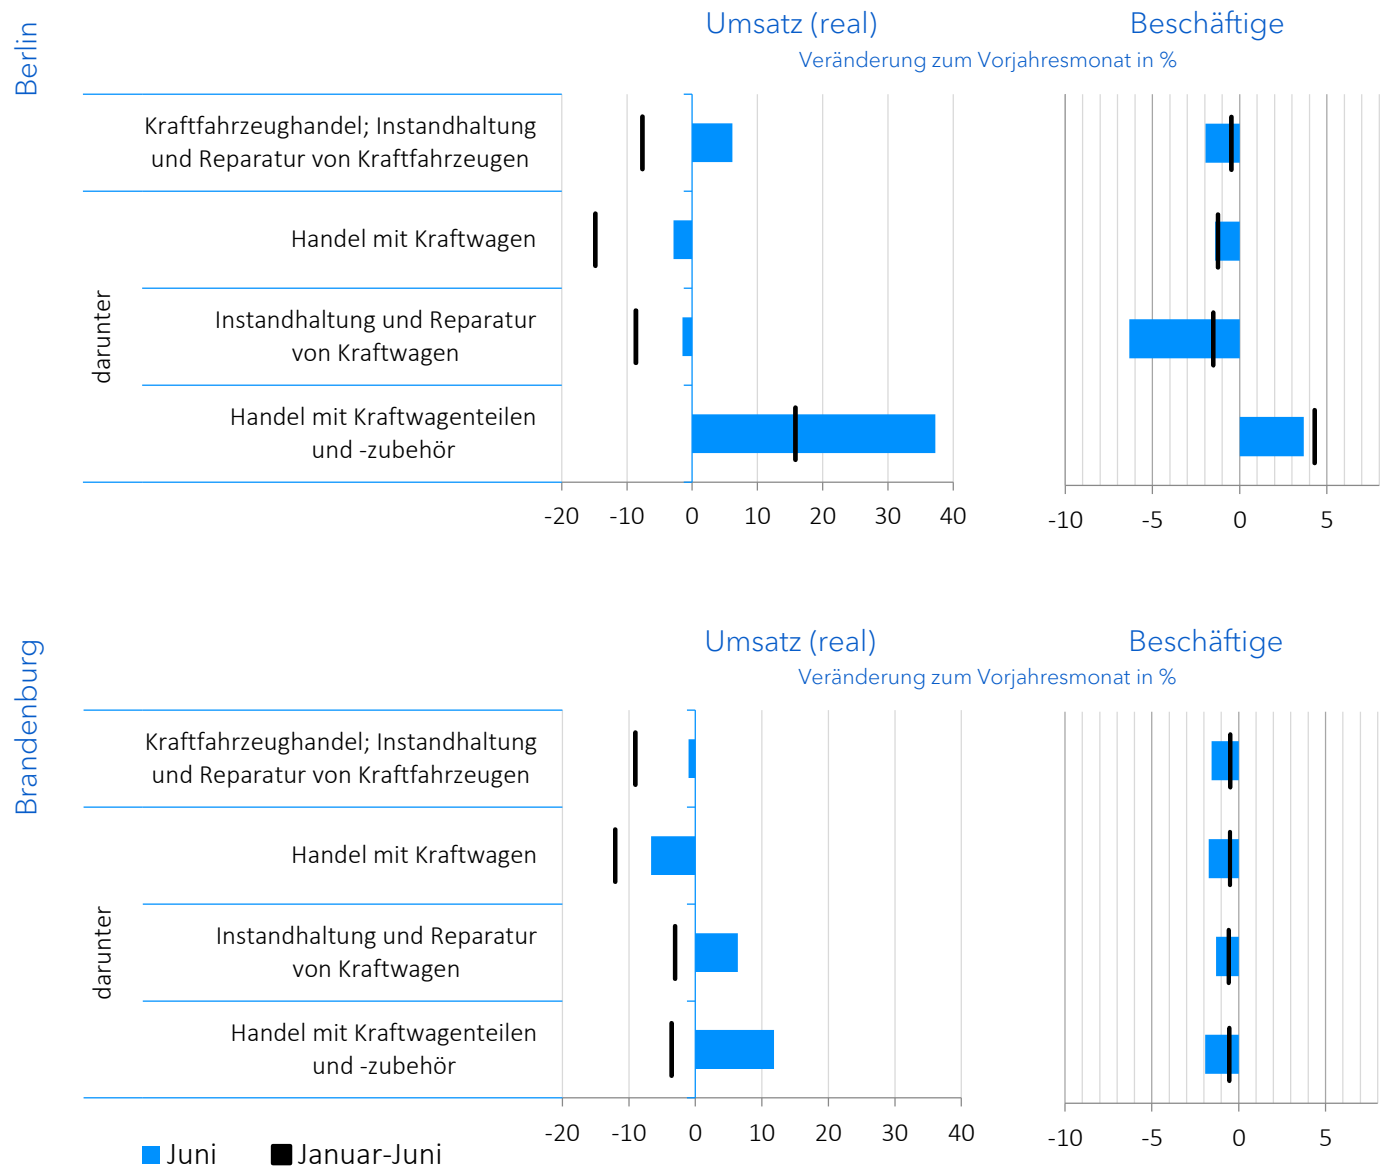 Berlin
Umsatz (real)
Beschäftige
Veränderung zum Vorjahresmonat in %
Kraftfahrzeughandel; Instandhaltung
und Reparatur von Kraftfahrzeugen
Handel mit Kraftwagen
darunter
Instandhaltung und Reparatur
von Kraftwagen
Handel mit Kraftwagenteilen
und -zubehör
-20 -10 0 10 20 30 40
-10 -5 0 5
Brandenburg
Umsatz (real)
Beschäftige
Veränderung zum Vorjahresmonat in %
Kraftfahrzeughandel; Instandhaltung
und Reparatur von Kraftfahrzeugen
Handel mit Kraftwagen
darunter
Instandhaltung und Reparatur
von Kraftwagen
Handel mit Kraftwagenteilen
und -zubehör
-20 -10 0 10 20 30 40
-10 -5 0 5
Juni
Januar-Juni